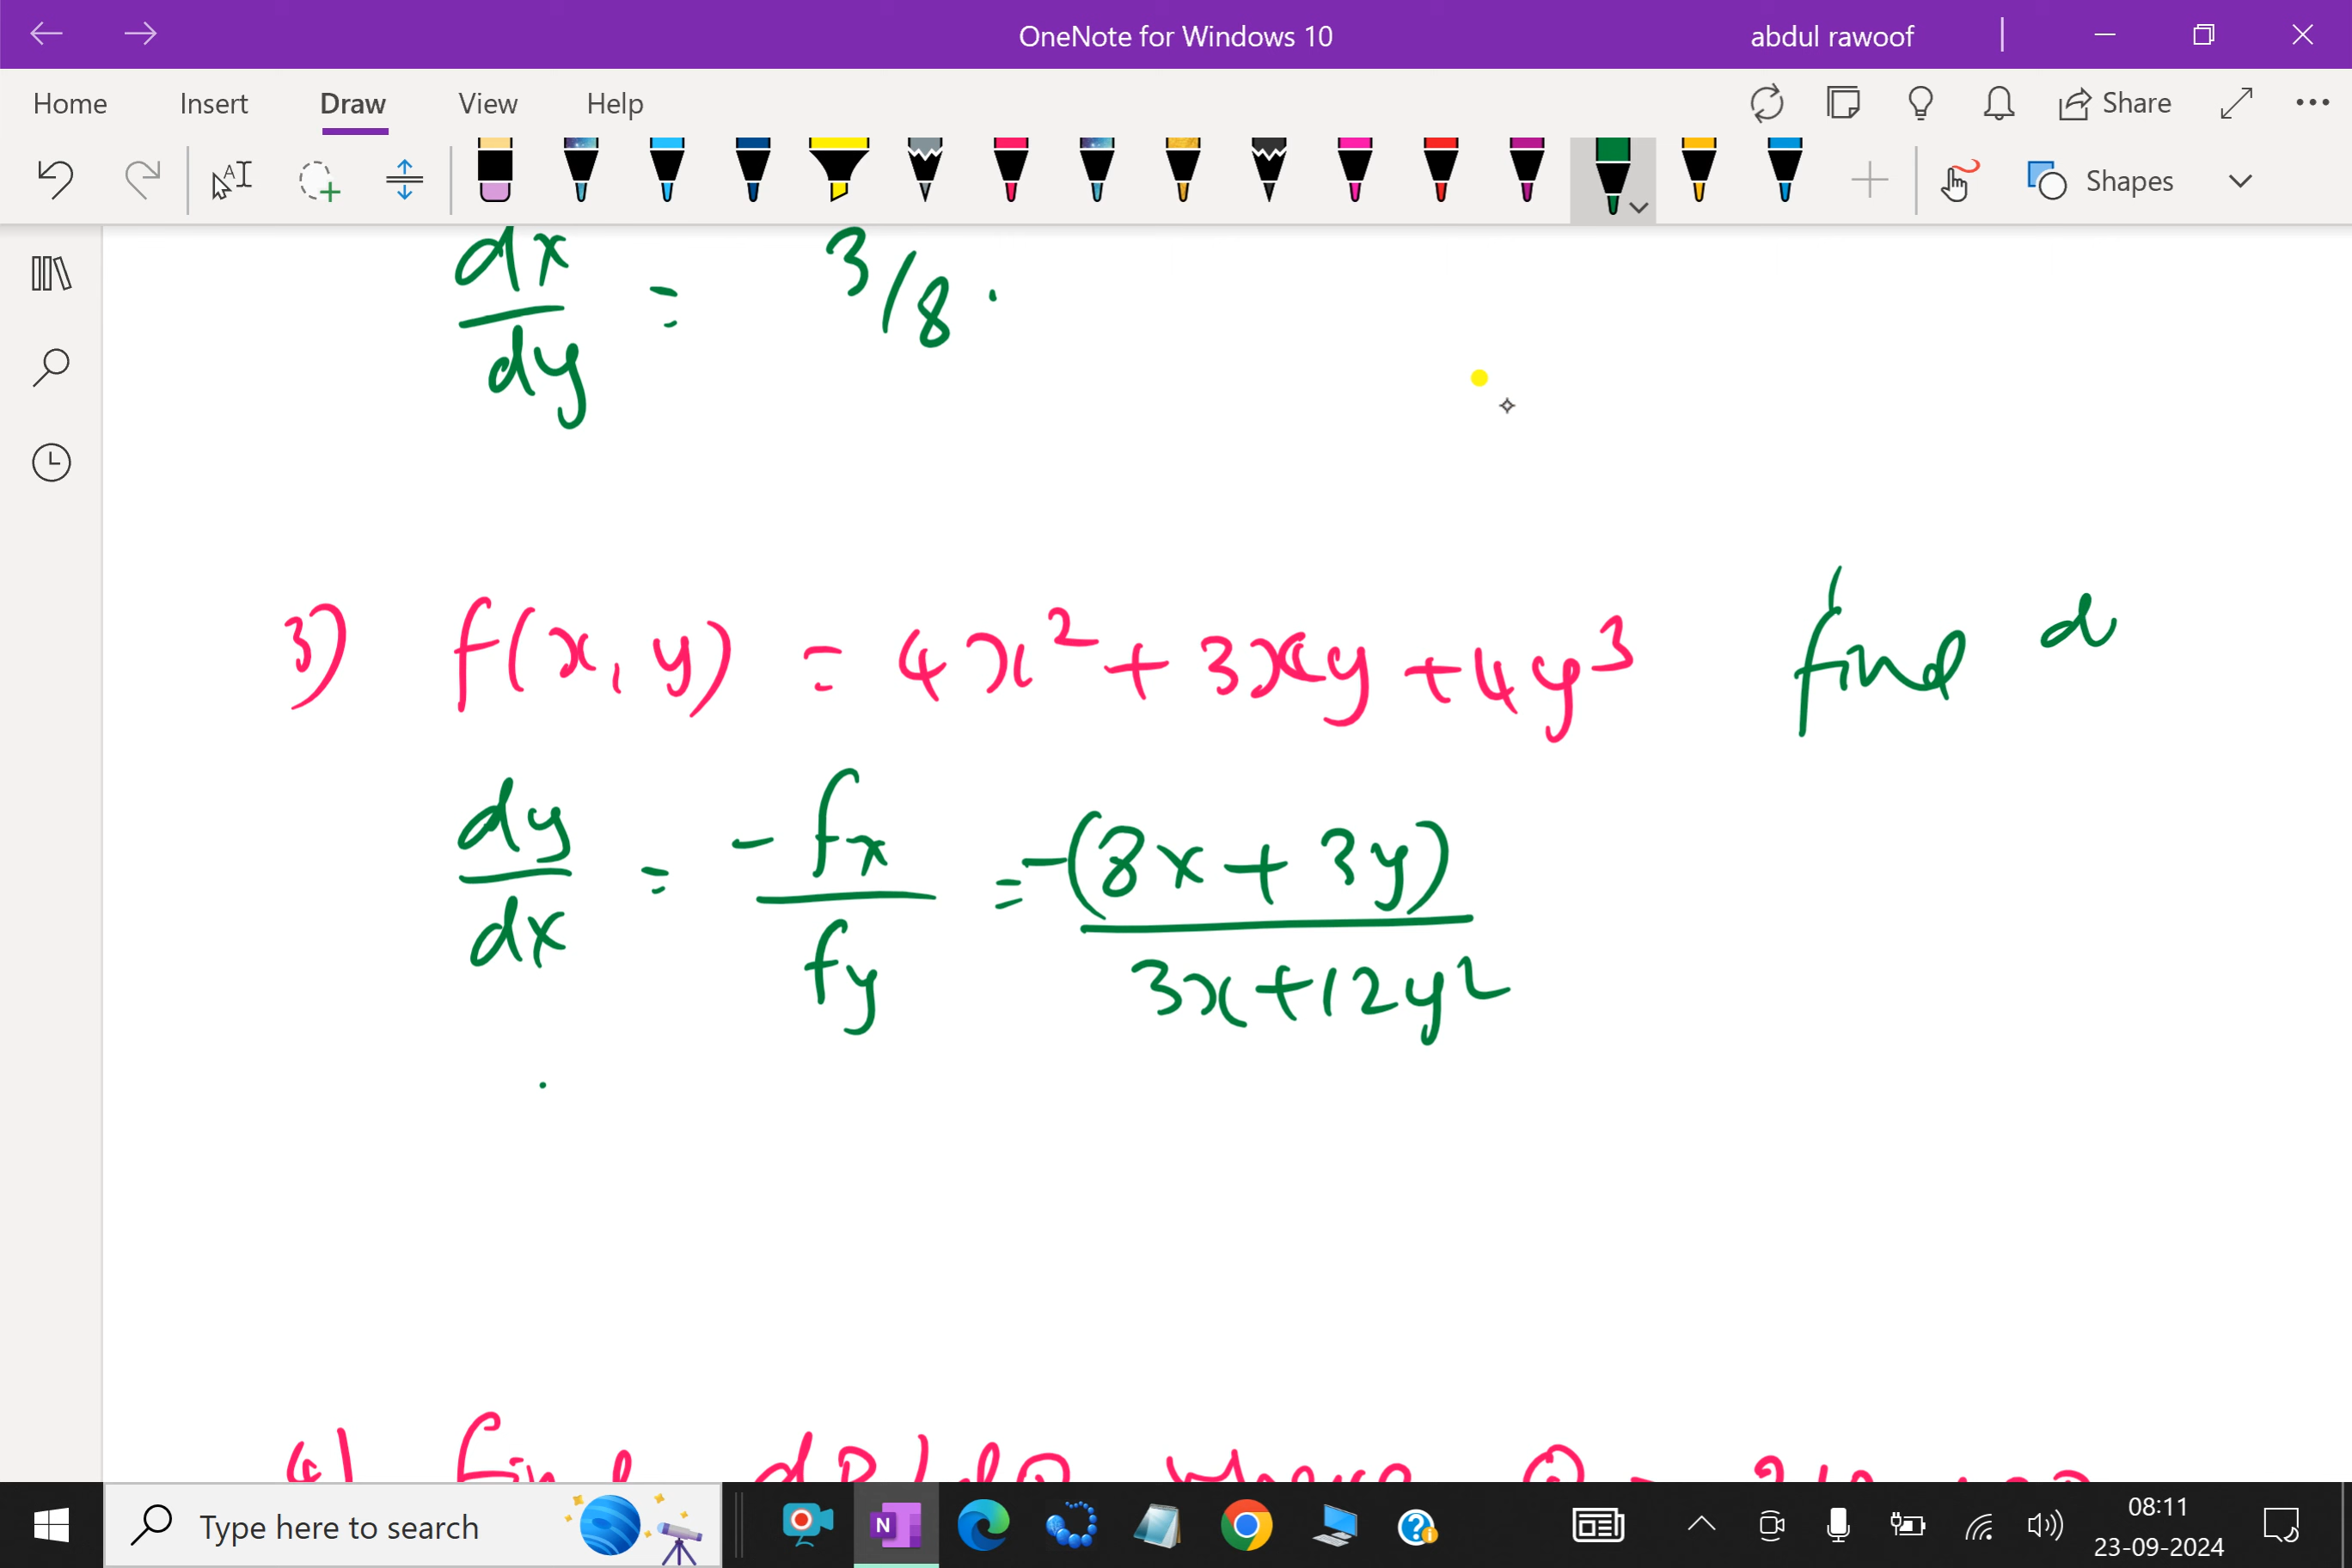 OneNote for Windows 10
abdul rawoof
Home Insert Draw View Help
Share
Shapes
dx/dy = 3/8 .
3) f(x, y) = 4x² + 3xy + 4y³ find d
dy/dx = -fx/fy = -(8x + 3y)/3x+12y²
4)
Type here to search
08:11
23-09-2024